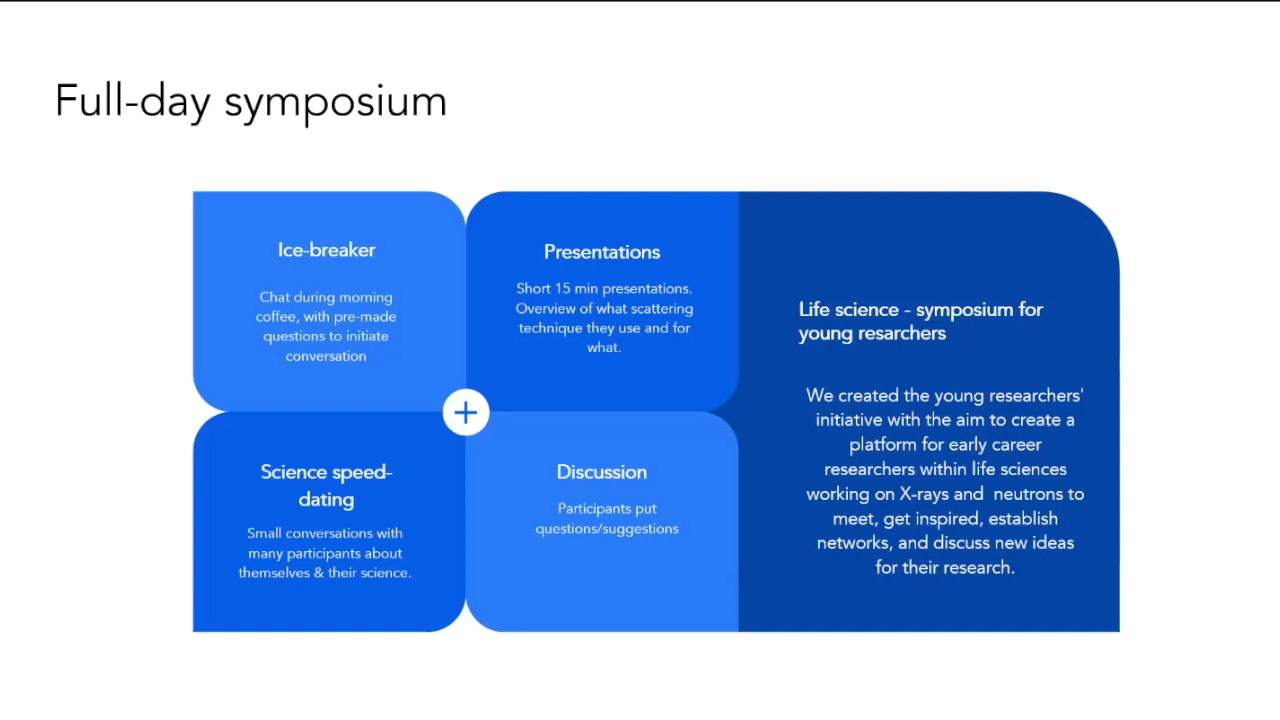 Full-day symposium
Ice-breaker
Chat during morning
coffee, with pre-made
questions to initiate
conversation
Presentations
Short 15 min presentations.
Overview of what scattering
technique they use and for
what.
Science speed-
dating
Small conversations with
many participants about
themselves & their science.
Discussion
Participants put
questions/suggestions
Life science - symposium for
young resarchers
We created the young researchers'
initiative with the aim to create a
platform for early career
researchers within life sciences
working on X-rays and  neutrons to
meet, get inspired, establish
networks, and discuss new ideas
for their research.